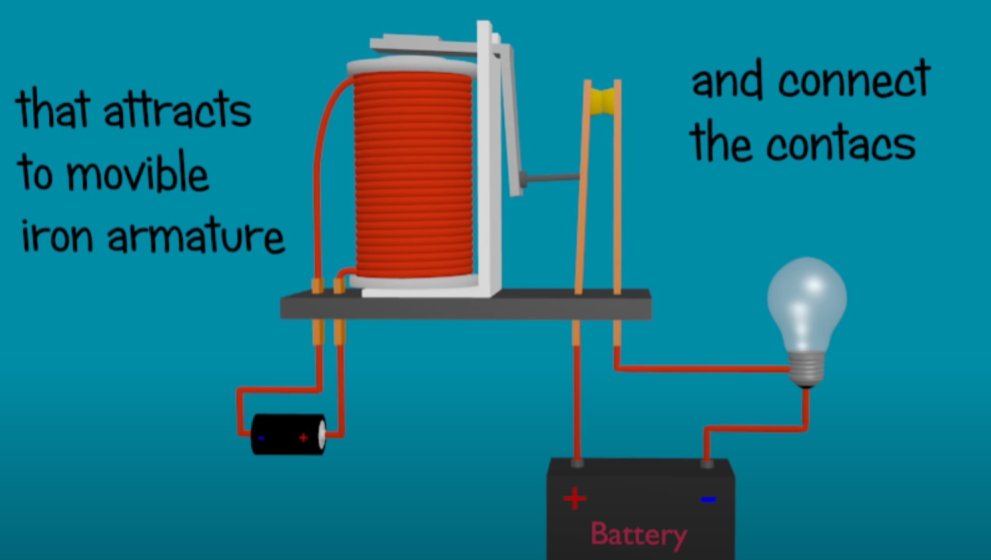 that attracts
to movible
iron armature
and connect
the contacs
- +
+ -
Battery